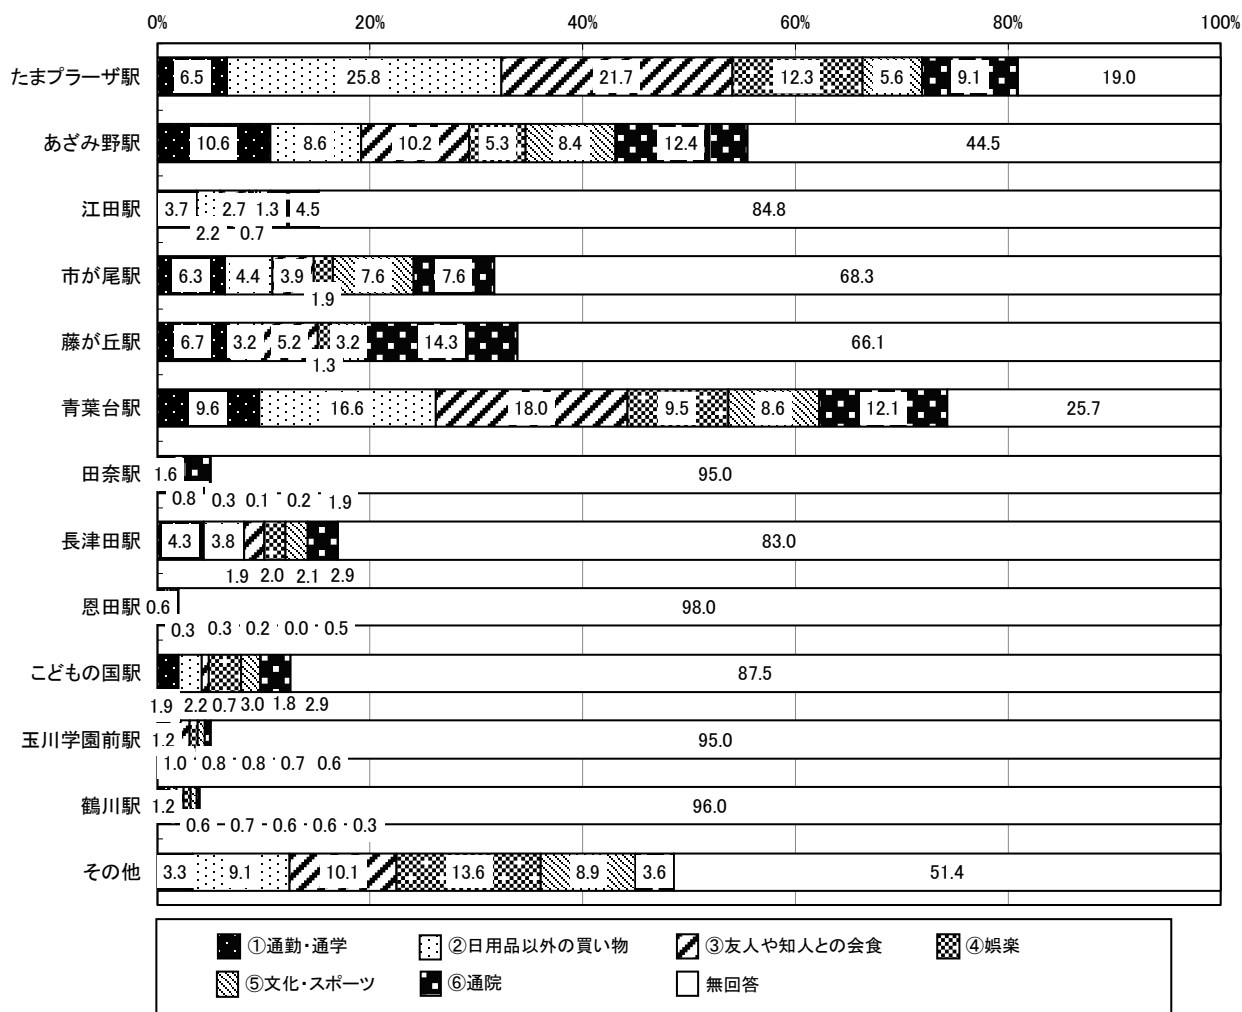 0% 20% 40% 60% 80% 100%
たまプラーザ駅 6.5 25.8 21.7 12.3 5.6 9.1 19.0
あざみ野駅 10.6 8.6 10.2 5.3 8.4 12.4 44.5
江田駅 3.7 2.7 1.3 4.5 84.8
2.2 0.7
市が尾駅 6.3 4.4 3.9 7.6 7.6 68.3
1.9
藤が丘駅 6.7 3.2 5.2 3.2 14.3 66.1
1.3
青葉台駅 9.6 16.6 18.0 9.5 8.6 12.1 25.7
田奈駅 1.6 95.0
0.8 0.3 0.1 0.2 1.9
長津田駅 4.3 3.8 83.0
1.9 2.0 2.1 2.9
恩田駅 0.6 98.0
0.3 0.3 0.2 0.0 0.5
こどもの国駅 87.5
1.9 2.2 0.7 3.0 1.8 2.9
玉川学園前駅 1.2 95.0
1.0 0.8 0.8 0.7 0.6
鶴川駅 1.2 96.0
0.6 0.7 0.6 0.6 0.3
その他 3.3 9.1 10.1 13.6 8.9 3.6 51.4
①通勤・通学 ②日用品以外の買い物 ③友人や知人との会食 ④娯楽
⑤文化・スポーツ ⑥通院 無回答